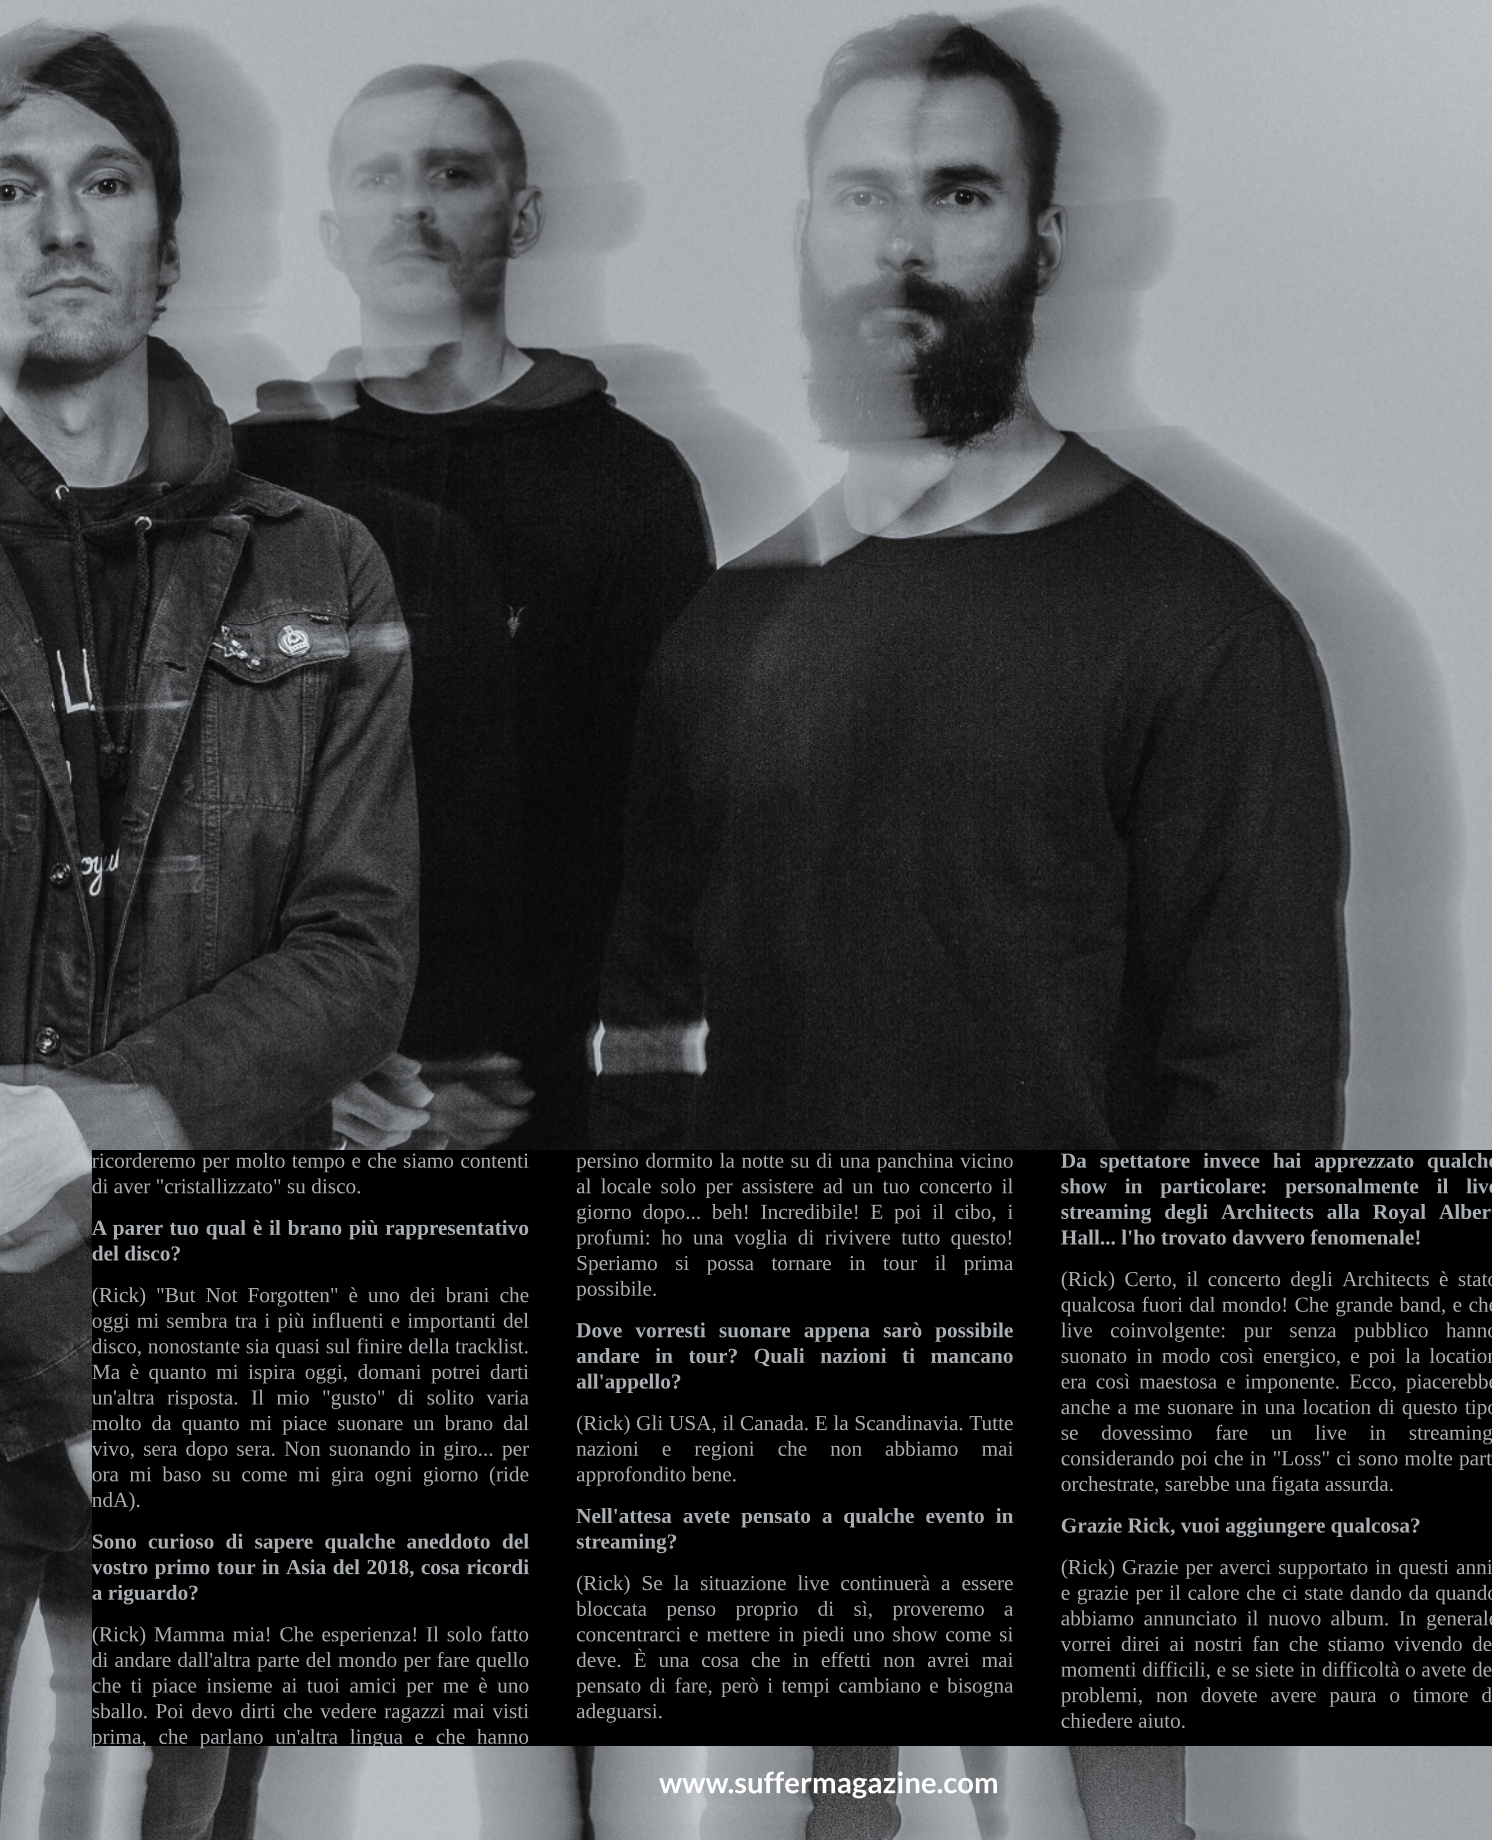 ricorderemo per molto tempo e che siamo contenti
di aver "cristallizzato" su disco.
A parer tuo qual è il brano più rappresentativo
del disco?
(Rick) "But Not Forgotten" è uno dei brani che
oggi mi sembra tra i più influenti e importanti del
disco, nonostante sia quasi sul finire della tracklist.
Ma è quanto mi ispira oggi, domani potrei darti
un'altra risposta. Il mio "gusto" di solito varia
molto da quanto mi piace suonare un brano dal
vivo, sera dopo sera. Non suonando in giro... per
ora mi baso su come mi gira ogni giorno (ride
ndA).
Sono curioso di sapere qualche aneddoto del
vostro primo tour in Asia del 2018, cosa ricordi
a riguardo?
(Rick) Mamma mia! Che esperienza! Il solo fatto
di andare dall'altra parte del mondo per fare quello
che ti piace insieme ai tuoi amici per me è uno
sballo. Poi devo dirti che vedere ragazzi mai visti
prima, che parlano un'altra lingua e che hanno
persino dormito la notte su di una panchina vicino
al locale solo per assistere ad un tuo concerto il
giorno dopo... beh! Incredibile! E poi il cibo, i
profumi: ho una voglia di rivivere tutto questo!
Speriamo si possa tornare in tour il prima
possibile.
Dove vorresti suonare appena sarò possibile
andare in tour? Quali nazioni ti mancano
all'appello?
(Rick) Gli USA, il Canada. E la Scandinavia. Tutte
nazioni e regioni che non abbiamo mai
approfondito bene.
Nell'attesa avete pensato a qualche evento in
streaming?
(Rick) Se la situazione live continuerà a essere
bloccata penso proprio di sì, proveremo a
concentrarci e mettere in piedi uno show come si
deve. È una cosa che in effetti non avrei mai
pensato di fare, però i tempi cambiano e bisogna
adeguarsi.
Da spettatore invece hai apprezzato qualche
show in particolare: personalmente il live
streaming degli Architects alla Royal Alber
Hall... l'ho trovato davvero fenomenale!
(Rick) Certo, il concerto degli Architects è stato
qualcosa fuori dal mondo! Che grande band, e che
live coinvolgente: pur senza pubblico hanno
suonato in modo così energico, e poi la location
era così maestosa e imponente. Ecco, piacerebbe
anche a me suonare in una location di questo tipo
se dovessimo fare un live in streaming
considerando poi che in "Loss" ci sono molte part
orchestrate, sarebbe una figata assurda.
Grazie Rick, vuoi aggiungere qualcosa?
(Rick) Grazie per averci supportato in questi anni
e grazie per il calore che ci state dando da quando
abbiamo annunciato il nuovo album. In generale
vorrei direi ai nostri fan che stiamo vivendo de
momenti difficili, e se siete in difficoltà o avete de
problemi, non dovete avere paura o timore d
chiedere aiuto.
www.suffermagazine.com